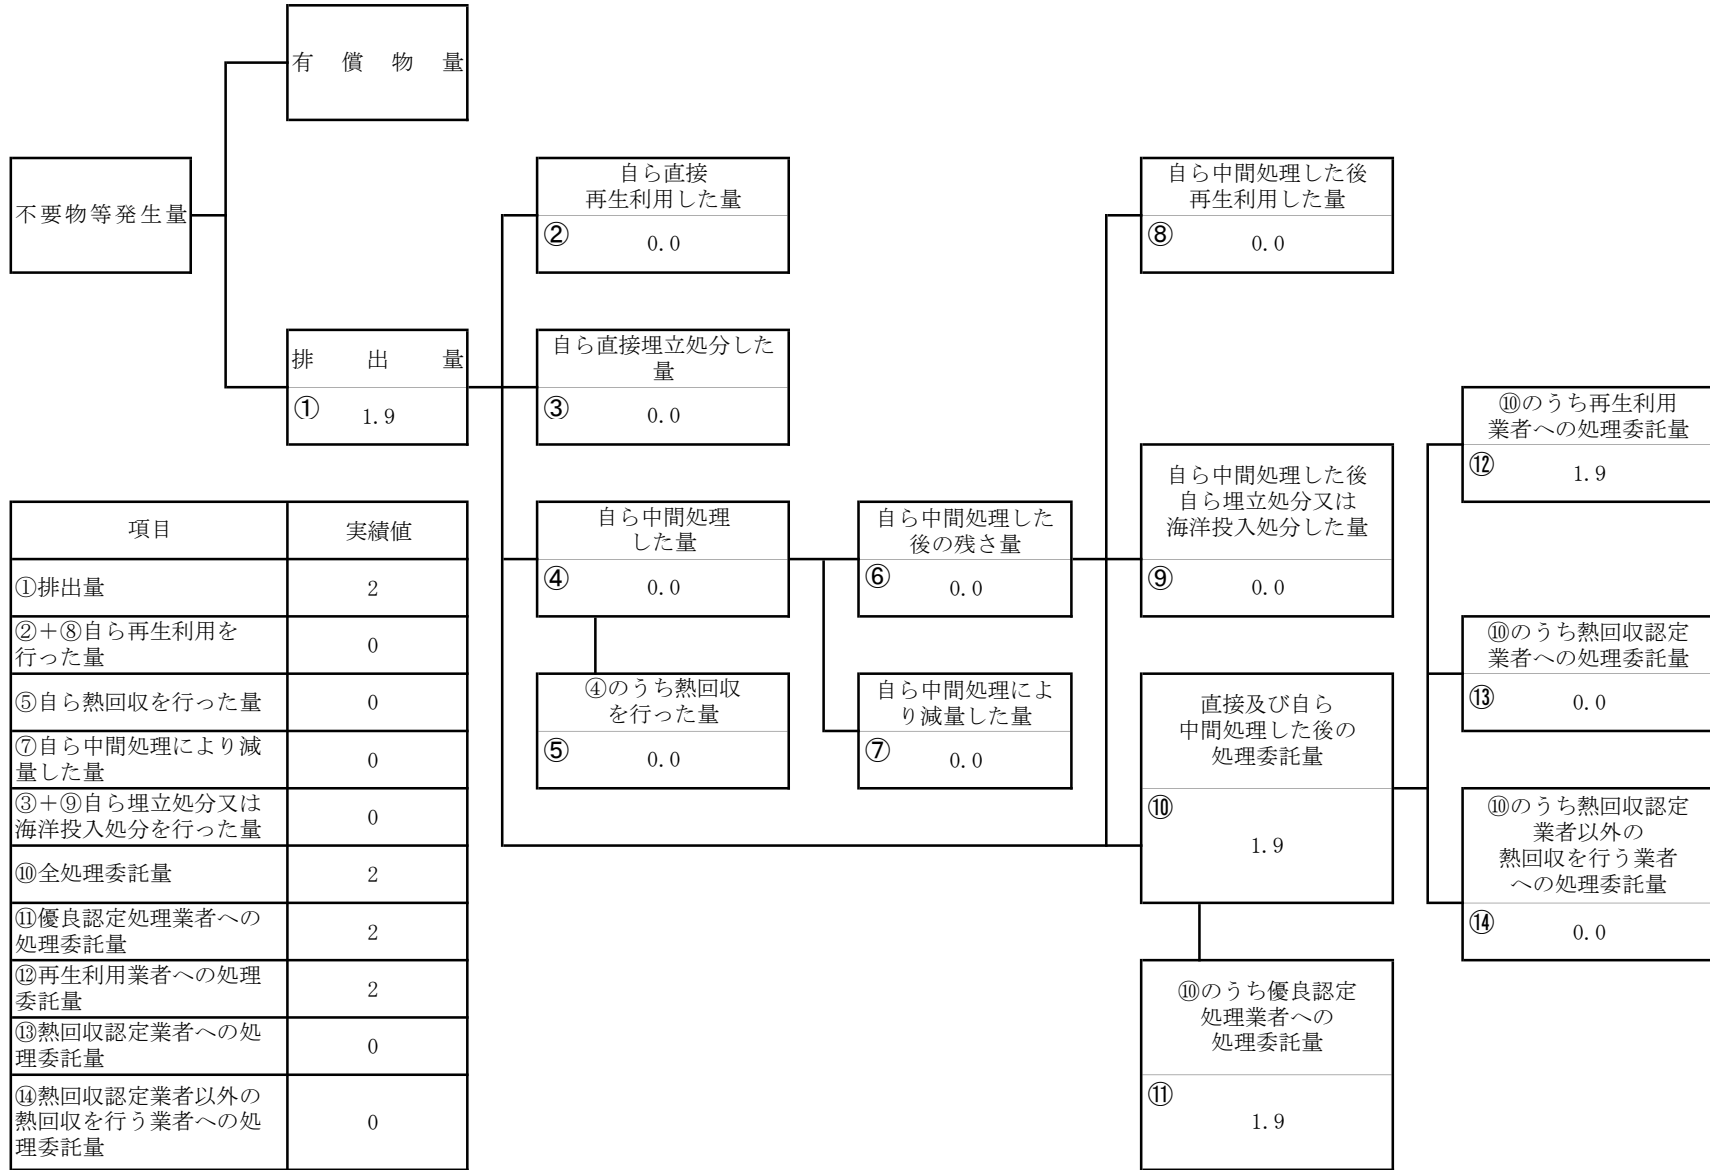 有償物量
不要物等発生量
排出量
①
1.9
自ら直接
再生利用した量
②
0.0
自ら直接埋立処分した
量
③
0.0
自ら中間処理
した量
④
0.0
④のうち熱回収
を行った量
⑤
0.0
自ら中間処理した
後の残さ量
⑥
0.0
自ら中間処理によ
り減量した量
⑦
0.0
自ら中間処理した後
再生利用した量
⑧
0.0
自ら中間処理した後
自ら埋立処分又は
海洋投入処分した量
⑨
0.0
直接及び自ら
中間処理した後の
処理委託量
⑩
1.9
⑩のうち優良認定
処理業者への
処理委託量
⑪
1.9
⑩のうち再生利用
業者への処理委託量
⑫
1.9
⑩のうち熱回収認定
業者への処理委託量
⑬
0.0
⑩のうち熱回収認定
業者以外の
熱回収を行う業者
への処理委託量
⑭
0.0
項目 実績値
①排出量 2
②＋⑧自ら再生利用を
行った量 0
⑤自ら熱回収を行った量 0
⑦自ら中間処理により減
量した量 0
③＋⑨自ら埋立処分又は
海洋投入処分を行った量 0
⑩全処理委託量 2
⑪優良認定処理業者への
処理委託量 2
⑫再生利用業者への処理
委託量 2
⑬熱回収認定業者への処
理委託量 0
⑭熱回収認定業者以外の
熱回収を行う業者への処
理委託量 0